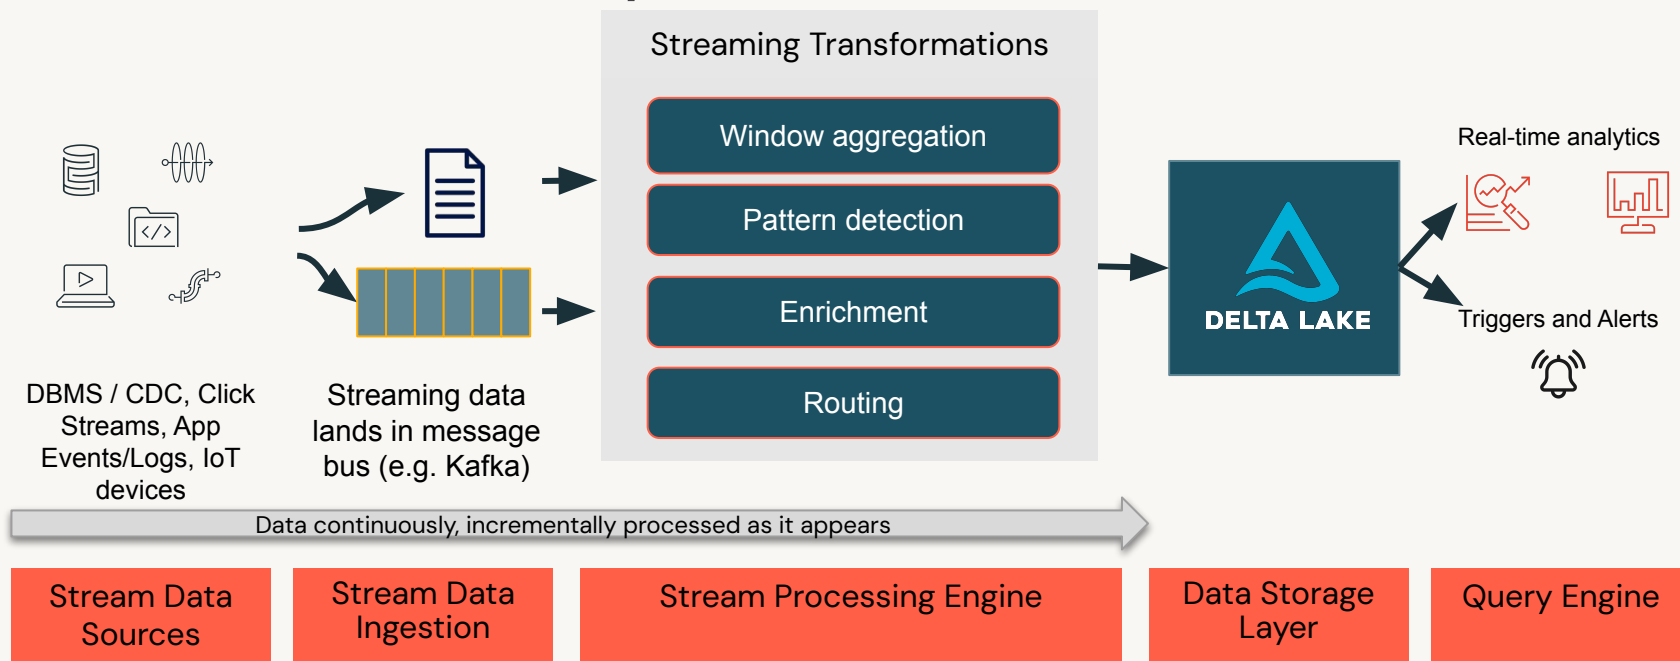 Streaming Transformations
Window aggregation
Pattern detection
Enrichment
Routing
DBMS / CDC, Click
Streams, App
Events/Logs, IoT
devices
Streaming data
lands in message
bus (e.g. Kafka)
DELTA LAKE
Real-time analytics
Triggers and Alerts
Data continuously, incrementally processed as it appears
Stream Data
Sources
Stream Data
Ingestion
Stream Processing Engine
Data Storage
Layer
Query Engine